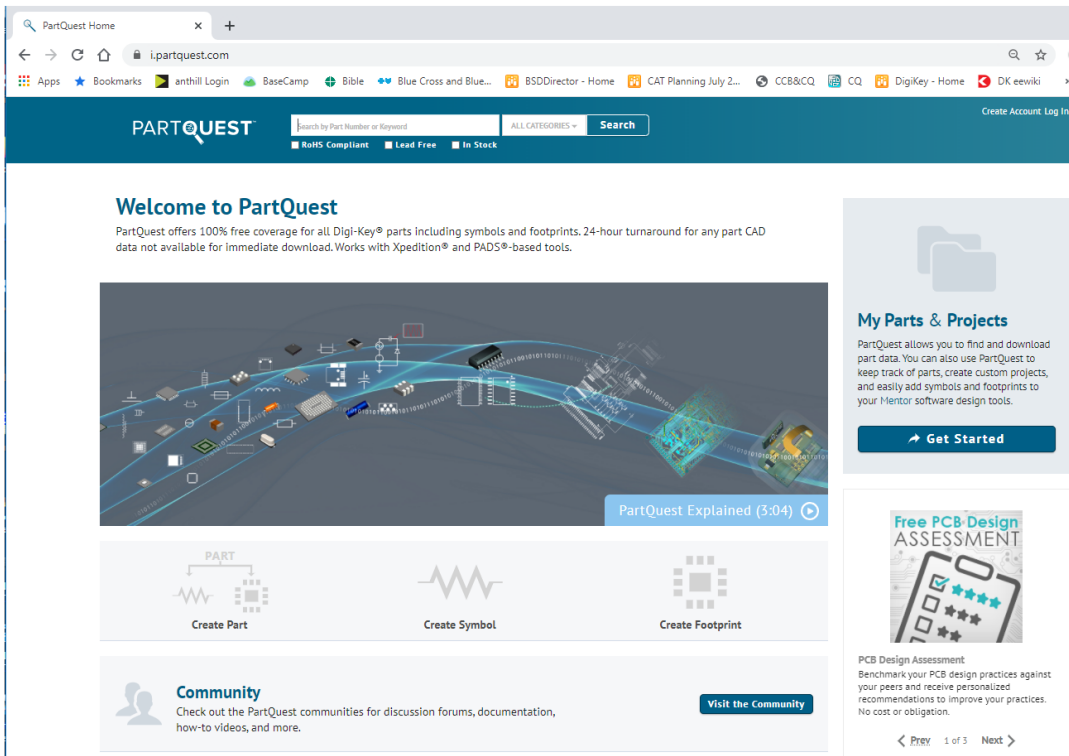 PartQuest Home
i.partquest.com
Apps Bookmarks anthill Login BaseCamp Bible Blue Cross and Blue... BSDDirector - Home CAT Planning July 2... CCB&CQ CQ DigiKey - Home DK eewiki
Create Account Log In
PARTQUEST
Search by Part Number or Keyword ALL CATEGORIES Search
RoHS Compliant Lead Free In Stock
Welcome to PartQuest
PartQuest offers 100% free coverage for all Digi-Key® parts including symbols and footprints. 24-hour turnaround for any part CAD
data not available for immediate download. Works with Xpedition® and PADS®-based tools.
PartQuest Explained (3:04)
PART
Create Part Create Symbol Create Footprint
Community
Check out the PartQuest communities for discussion forums, documentation,
how-to videos, and more.
Visit the Community
My Parts & Projects
PartQuest allows you to find and download
part data. You can also use PartQuest to
keep track of parts, create custom projects,
and easily add symbols and footprints to
your Mentor software design tools.
Get Started
Free PCB Design
ASSESSMENT
PCB Design Assessment
Benchmark your PCB design practices against
your peers and receive personalized
recommendations to improve your practices.
No cost or obligation.
Prev 1 of 3 Next